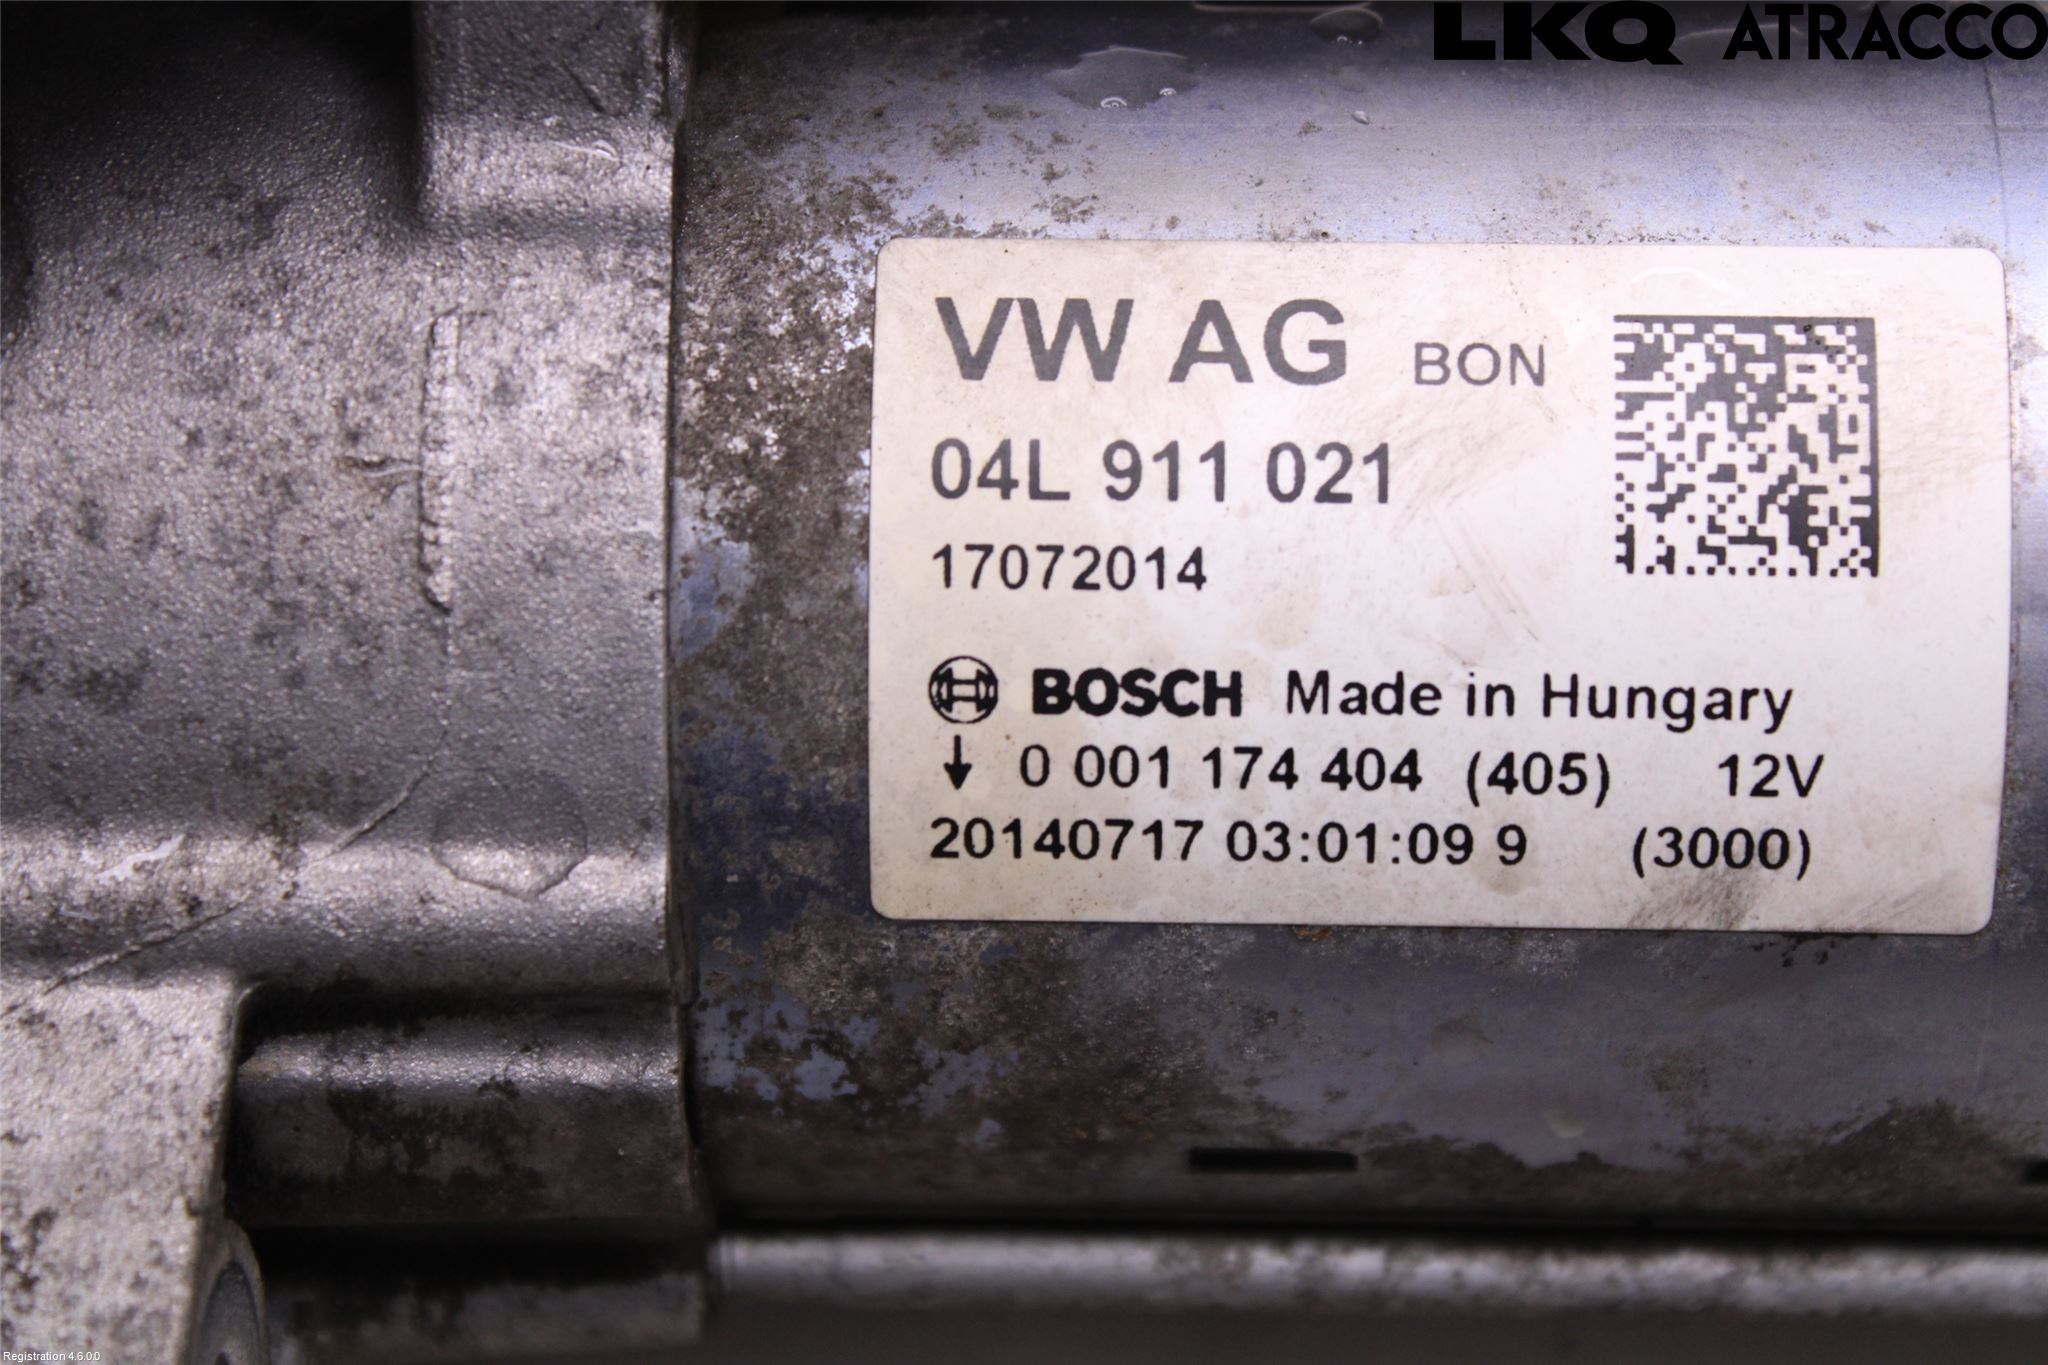 LKQ ATRACCO
VW AG BON
04L 911 021
17072014
BOSCH Made in Hungary
↓ 0 001 174 404 (405) 12V
20140717 03:01:09 9 (3000)
Registration 4.6.0.0